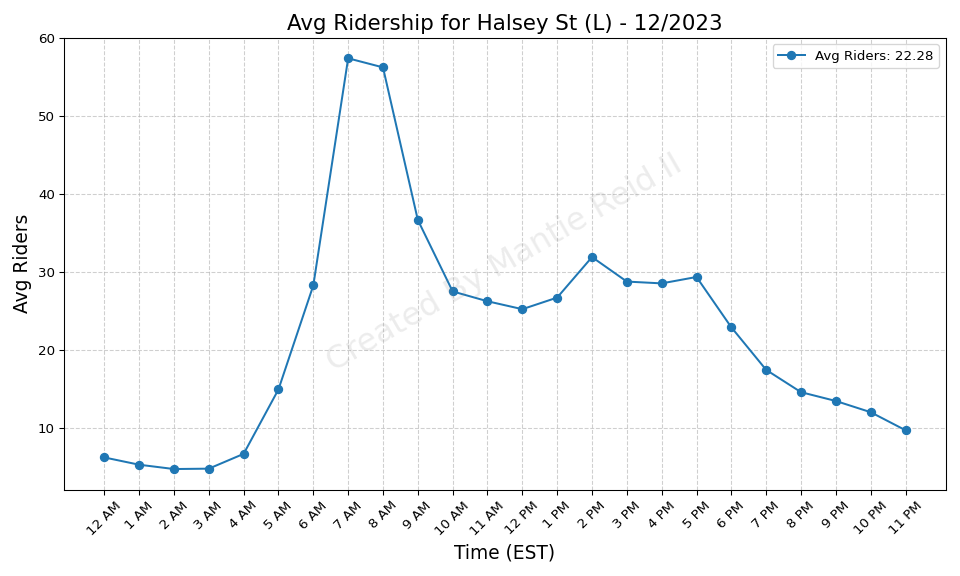 Avg Ridership for Halsey St (L) - 12/2023
Avg Riders: 22.28
60
50
40
30
20
10
Avg Riders
Created By Mantie Reid II
12 AM 1 AM 2 AM 3 AM 4 AM 5 AM 6 AM 7 AM 8 AM 9 AM 10 AM 11 AM 12 PM 1 PM 2 PM 3 PM 4 PM 5 PM 6 PM 7 PM 8 PM 9 PM 10 PM 11 PM
Time (EST)